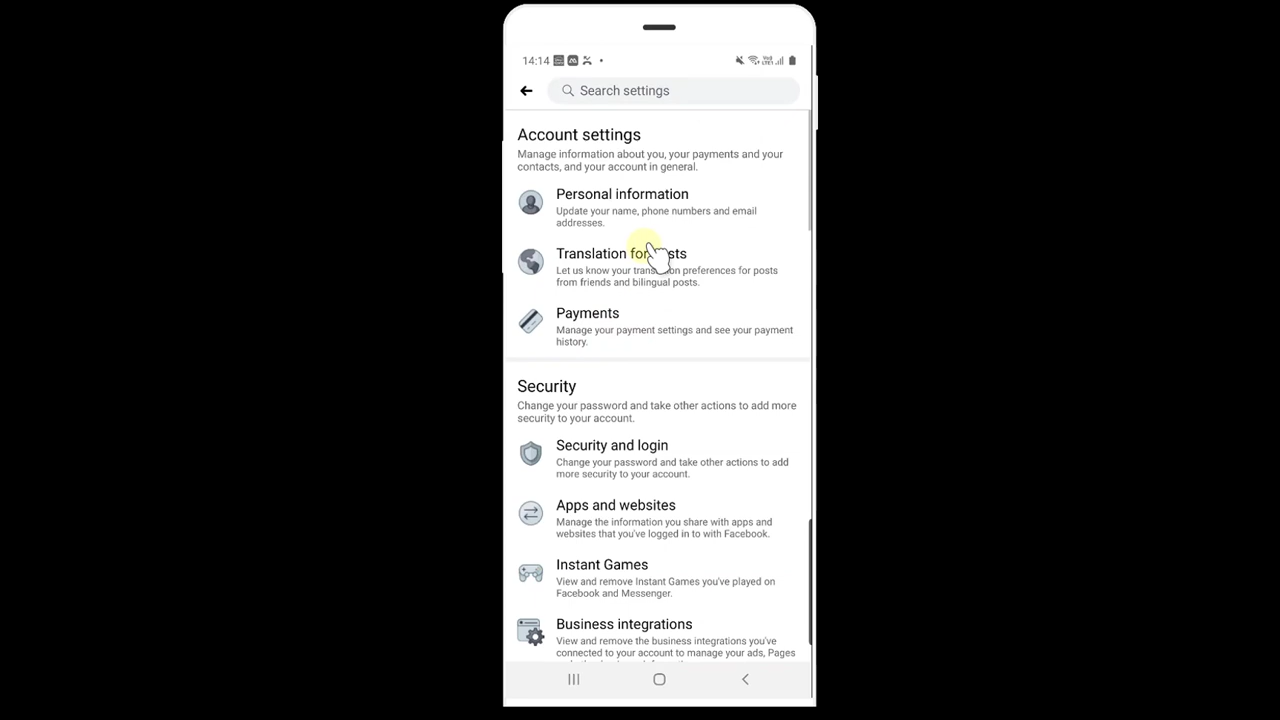 14:14
Search settings
Account settings
Manage information about you, your payments and your
contacts, and your account in general.
Personal information
Update your name, phone numbers and email
addresses.
Translation for posts
Let us know your translation preferences for posts
from friends and bilingual posts.
Payments
Manage your payment settings and see your payment
history.
Security
Change your password and take other actions to add more
security to your account.
Security and login
Change your password and take other actions to add
more security to your account.
Apps and websites
Manage the information you share with apps and
websites that you've logged in to with Facebook.
Instant Games
View and remove Instant Games you've played on
Facebook and Messenger.
Business integrations
View and remove the business integrations you've
connected to your account to manage your ads, Pages